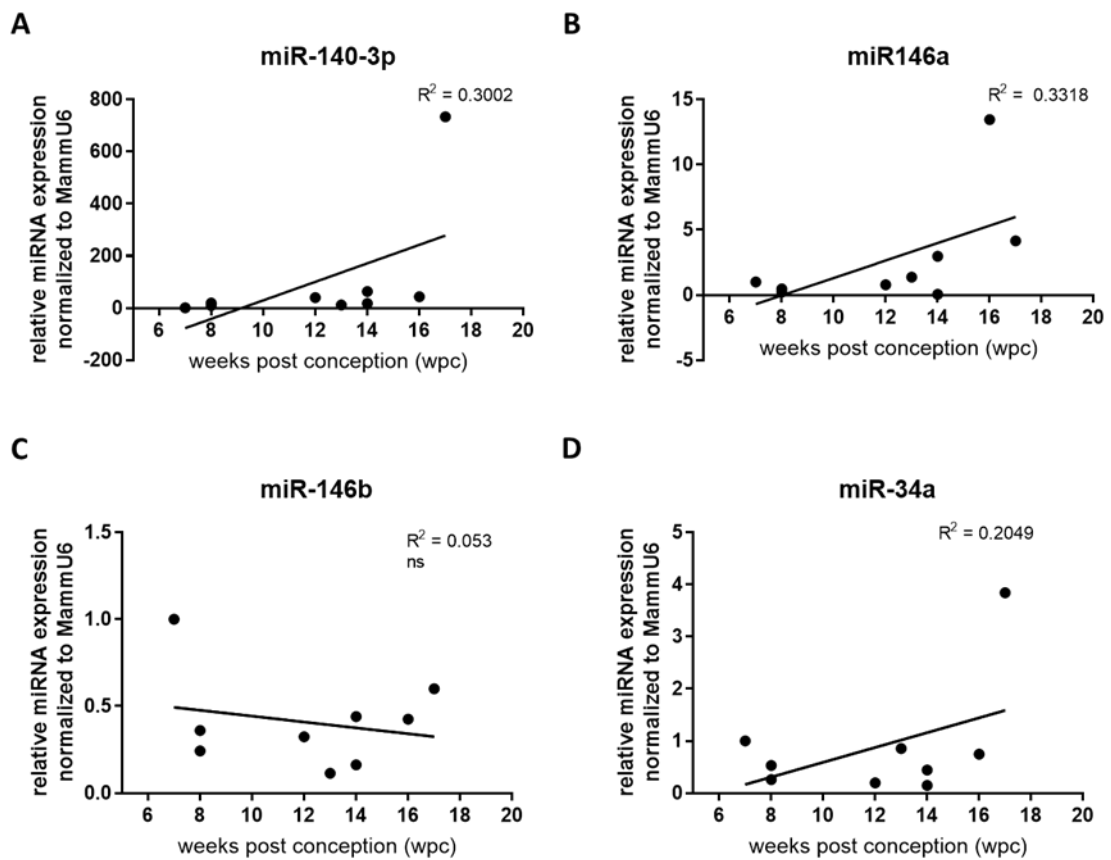 A
miR-140-3p
R² = 0.3002
relative miRNA expression
normalized to MammU6
800
600
400
200
0
-200
6 8 10 12 14 16 18 20
weeks post conception (wpc)
B
miR146a
R² = 0.3318
relative miRNA expression
normalized to MammU6
15
10
5
0
-5
6 8 10 12 14 16 18 20
weeks post conception (wpc)
C
miR-146b
R² = 0.053
ns
relative miRNA expression
normalized to MammU6
1.5
1.0
0.5
0.0
6 8 10 12 14 16 18 20
weeks post conception (wpc)
D
miR-34a
R² = 0.2049
relative miRNA expression
normalized to MammU6
5
4
3
2
1
0
6 8 10 12 14 16 18 20
weeks post conception (wpc)